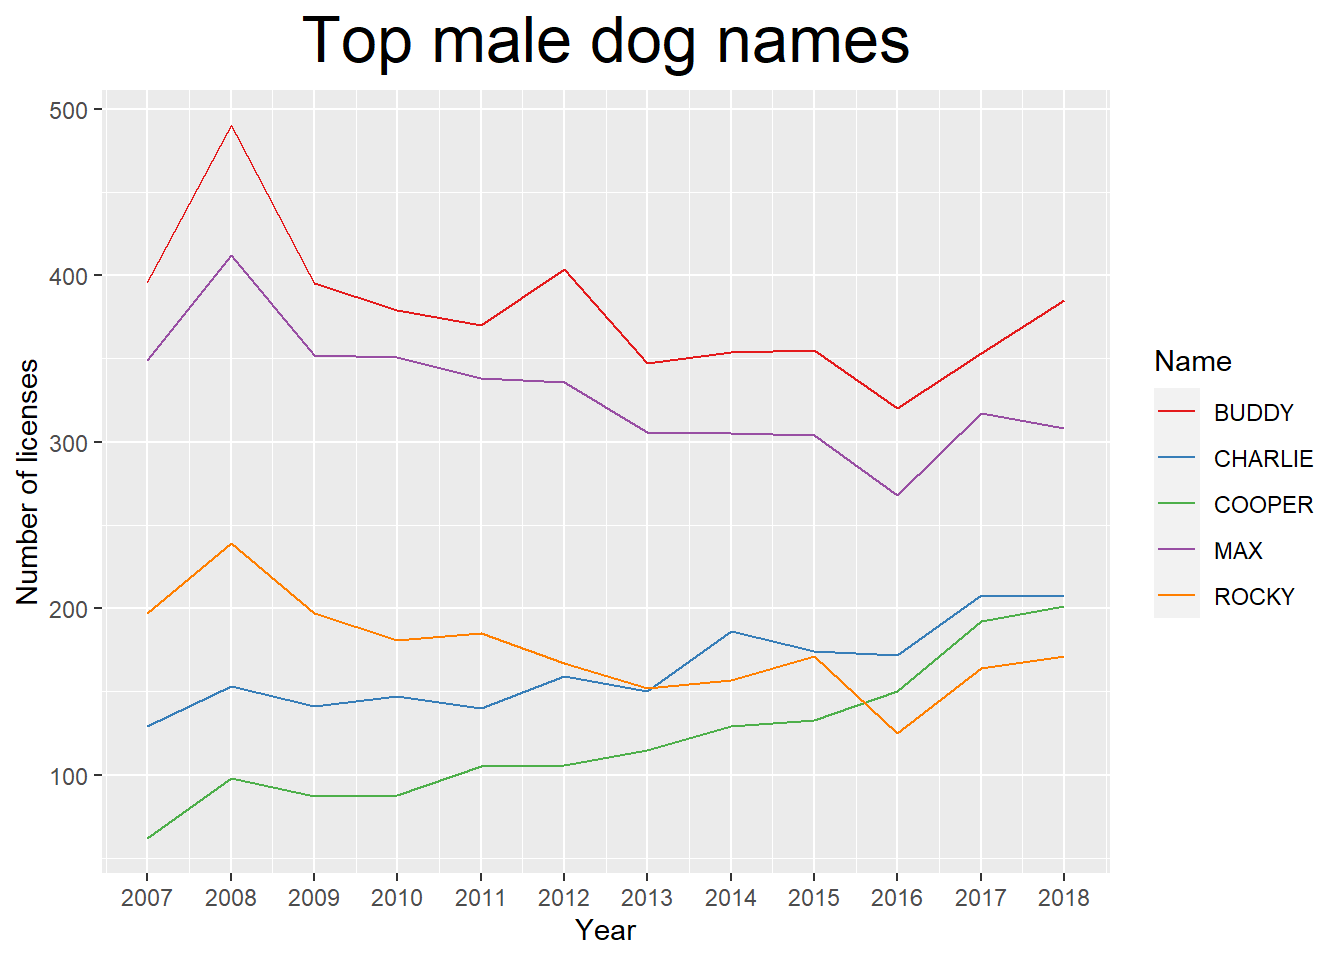 Top male dog names
500
400
300
200
100
Number of licenses
2007 2008 2009 2010 2011 2012 2013 2014 2015 2016 2017 2018
Year
Name
BUDDY
CHARLIE
COOPER
MAX
ROCKY